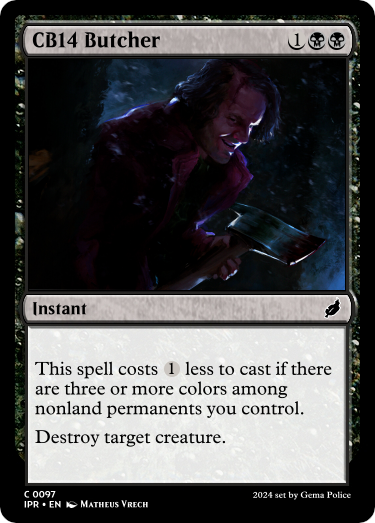 CB14 Butcher 1
Instant
This spell costs 1 less to cast if there
are three or more colors among
nonland permanents you control.
Destroy target creature.
C 0097
2024 set by Gema Police
IPR • EN Matheus Vrech